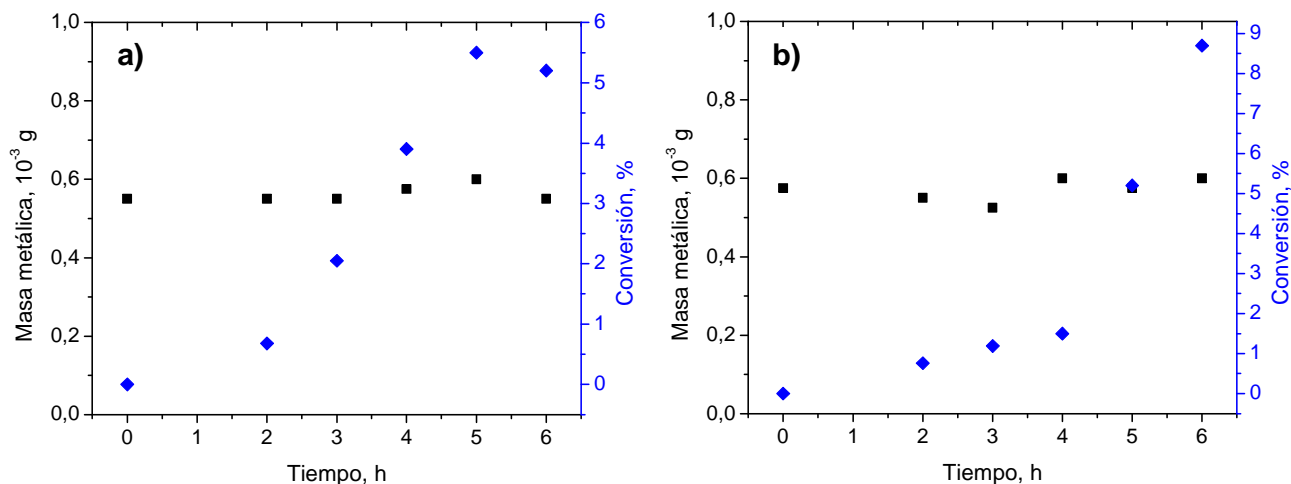 a)
Masa metálica, 10⁻³ g
1,0
0,8
0,6
0,4
0,2
0,0
0 1 2 3 4 5 6
Tiempo, h
6
5
4
3
2
1
0
Conversión, %
b)
Masa metálica, 10⁻³ g
1,0
0,8
0,6
0,4
0,2
0,0
0 1 2 3 4 5 6
Tiempo, h
9
8
7
6
5
4
3
2
1
0
Conversión, %